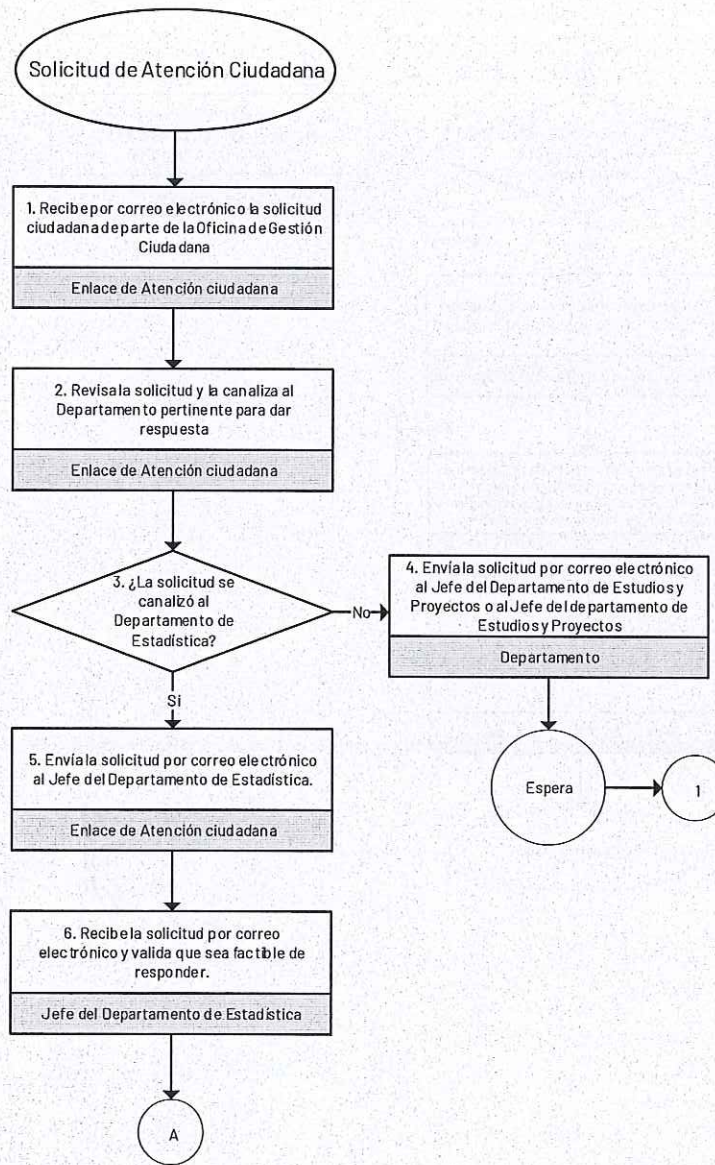 Solicitud de Atención Ciudadana
1. Recibe por correo electrónico la solicitud
ciudadana de parte de la Oficina de Gestión
Ciudadana
Enlace de Atención ciudadana
2. Revisa la solicitud y la canaliza al
Departamento pertinente para dar
respuesta
Enlace de Atención ciudadana
3. ¿La solicitud se
canalizó al
Departamento de
Estadística?
No
4. Envía la solicitud por correo electrónico
al Jefe del Departamento de Estudios y
Proyectos o al Jefe del departamento de
Estudios y Proyectos
Departamento
Si
Espera
1
5. Envía la solicitud por correo electrónico
al Jefe del Departamento de Estadística.
Enlace de Atención ciudadana
6. Recibe la solicitud por correo
electrónico y valida que sea factible de
responder.
Jefe del Departamento de Estadística
A